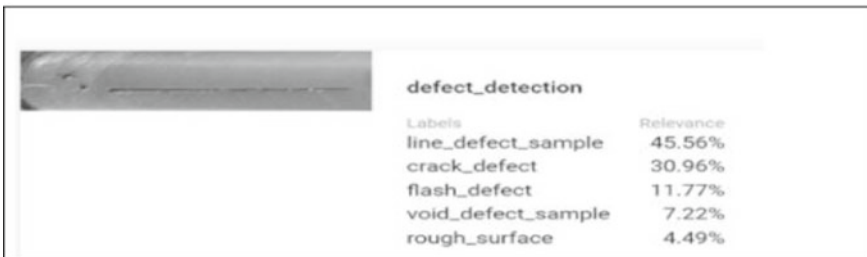 defect_detection
Labels Relevance
line_defect_sample 45.56%
crack_defect 30.96%
flash_defect 11.77%
void_defect_sample 7.22%
rough_surface 4.49%